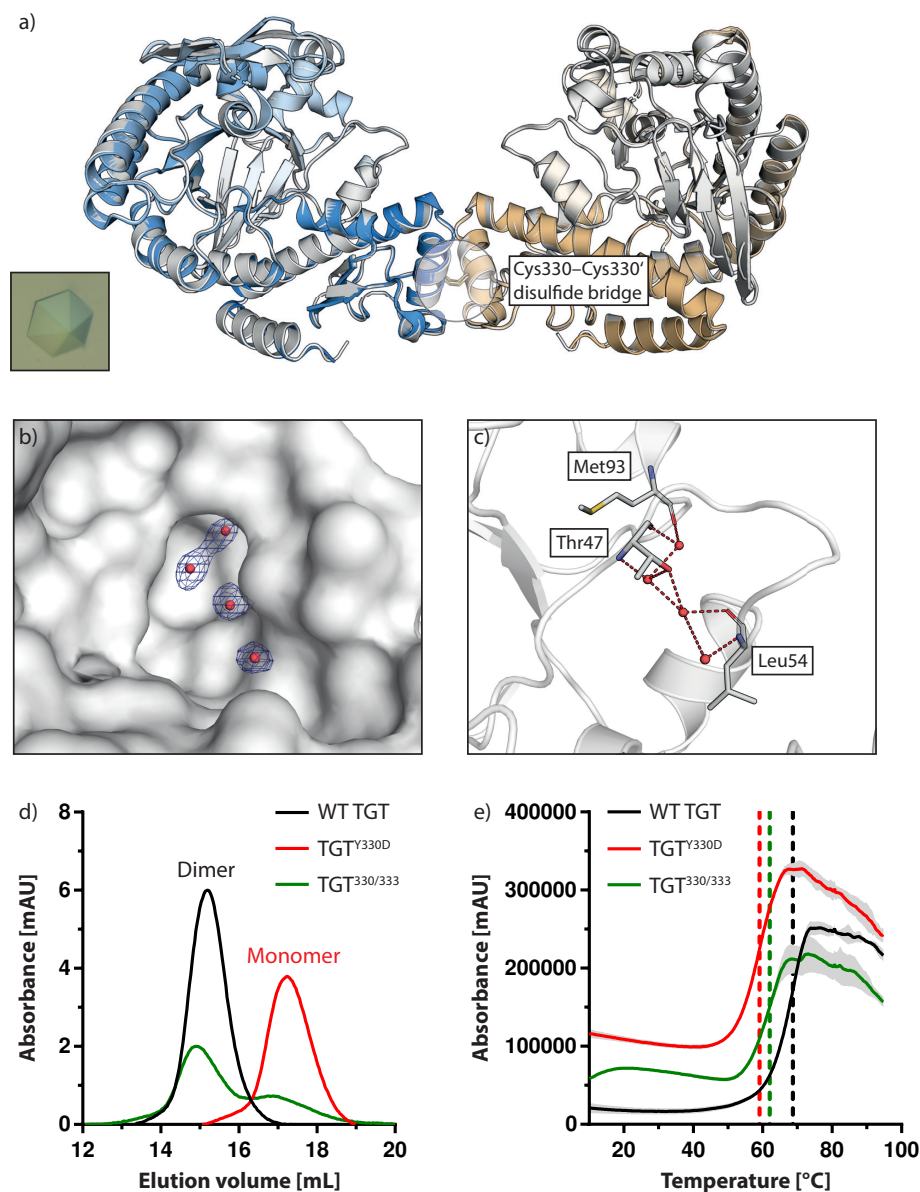 a)
Cys330–Cys330′
disulfide bridge
b)
c)
Met93
Thr47
Leu54
d)
8
6
4
2
0
Absorbance [mAU]
WT TGT
TGTY330D
TGT330/333
Dimer
Monomer
12
14
16
18
20
Elution volume [mL]
e)
400000
300000
200000
100000
0
Absorbance [mAU]
WT TGT
TGTY330D
TGT330/333
20
40
60
80
100
Temperature [°C]